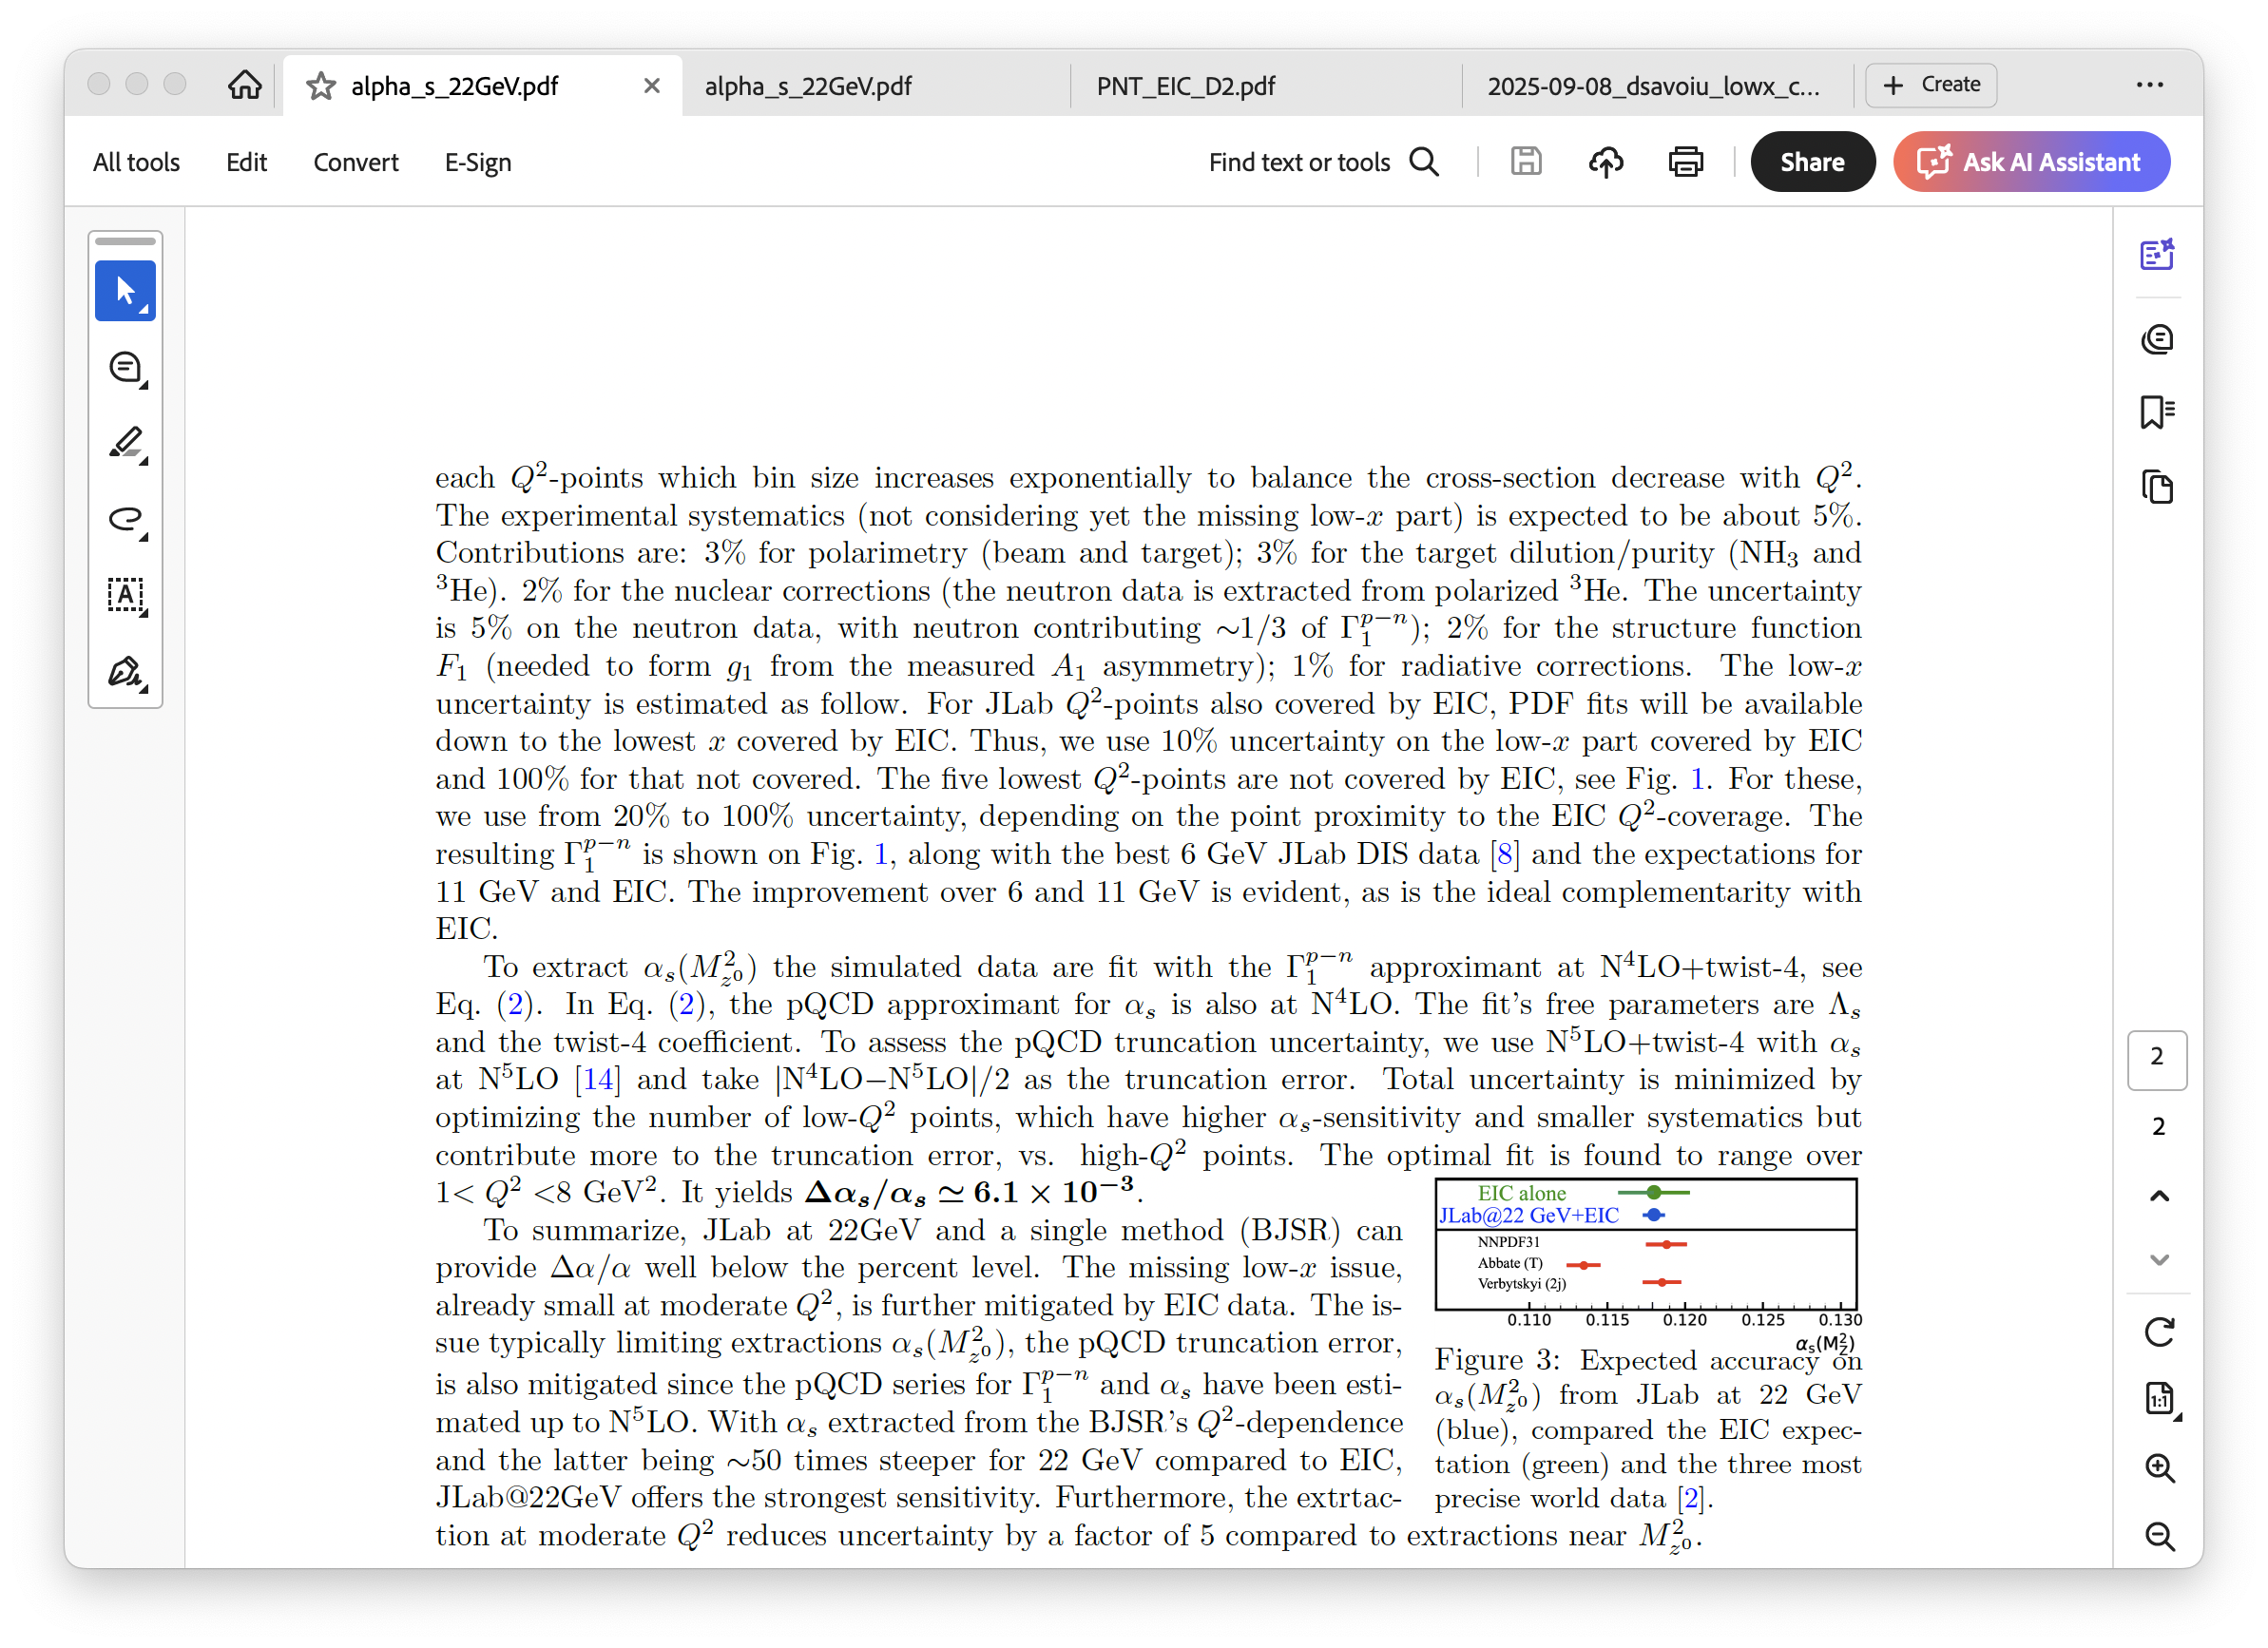 alpha_s_22GeV.pdf
alpha_s_22GeV.pdf
PNT_EIC_D2.pdf
2025-09-08_dsavoiu_lowx_c...
+ Create
All tools
Edit
Convert
E-Sign
Find text or tools
Share
Ask AI Assistant
each Q²-points which bin size increases exponentially to balance the cross-section decrease with Q².
The experimental systematics (not considering yet the missing low-x part) is expected to be about 5%.
Contributions are: 3% for polarimetry (beam and target); 3% for the target dilution/purity (NH₃ and
³He). 2% for the nuclear corrections (the neutron data is extracted from polarized ³He. The uncertainty
is 5% on the neutron data, with neutron contributing ∼1/3 of Γ₁ᵖ⁻ⁿ); 2% for the structure function
F₁ (needed to form g₁ from the measured A₁ asymmetry); 1% for radiative corrections. The low-x
uncertainty is estimated as follow. For JLab Q²-points also covered by EIC, PDF fits will be available
down to the lowest x covered by EIC. Thus, we use 10% uncertainty on the low-x part covered by EIC
and 100% for that not covered. The five lowest Q²-points are not covered by EIC, see Fig. 1. For these,
we use from 20% to 100% uncertainty, depending on the point proximity to the EIC Q²-coverage. The
resulting Γ₁ᵖ⁻ⁿ is shown on Fig. 1, along with the best 6 GeV JLab DIS data [8] and the expectations for
11 GeV and EIC. The improvement over 6 and 11 GeV is evident, as is the ideal complementarity with
EIC.
To extract αₛ(M²_z⁰) the simulated data are fit with the Γ₁ᵖ⁻ⁿ approximant at N⁴LO+twist-4, see
Eq. (2). In Eq. (2), the pQCD approximant for αₛ is also at N⁴LO. The fit's free parameters are Λₛ
and the twist-4 coefficient. To assess the pQCD truncation uncertainty, we use N⁵LO+twist-4 with αₛ
at N⁵LO [14] and take |N⁴LO−N⁵LO|/2 as the truncation error. Total uncertainty is minimized by
optimizing the number of low-Q² points, which have higher αₛ-sensitivity and smaller systematics but
contribute more to the truncation error, vs. high-Q² points. The optimal fit is found to range over
1< Q² <8 GeV². It yields Δαₛ/αₛ ≃ 6.1 × 10⁻³.
To summarize, JLab at 22GeV and a single method (BJSR) can
provide Δα/α well below the percent level. The missing low-x issue,
already small at moderate Q², is further mitigated by EIC data. The is-
sue typically limiting extractions αₛ(M²_z⁰), the pQCD truncation error,
is also mitigated since the pQCD series for Γ₁ᵖ⁻ⁿ and αₛ have been esti-
mated up to N⁵LO. With αₛ extracted from the BJSR's Q²-dependence
and the latter being ∼50 times steeper for 22 GeV compared to EIC,
JLab@22GeV offers the strongest sensitivity. Furthermore, the extrtac-
tion at moderate Q² reduces uncertainty by a factor of 5 compared to extractions near M²_z⁰.
EIC alone
JLab@22 GeV+EIC
NNPDF31
Abbate (T)
Verbytskyi (2j)
0.110 0.115 0.120 0.125 0.130
αₛ(M²_Z)
Figure 3: Expected accuracy on
αₛ(M²_z⁰) from JLab at 22 GeV
(blue), compared the EIC expec-
tation (green) and the three most
precise world data [2].
2
2
1:1